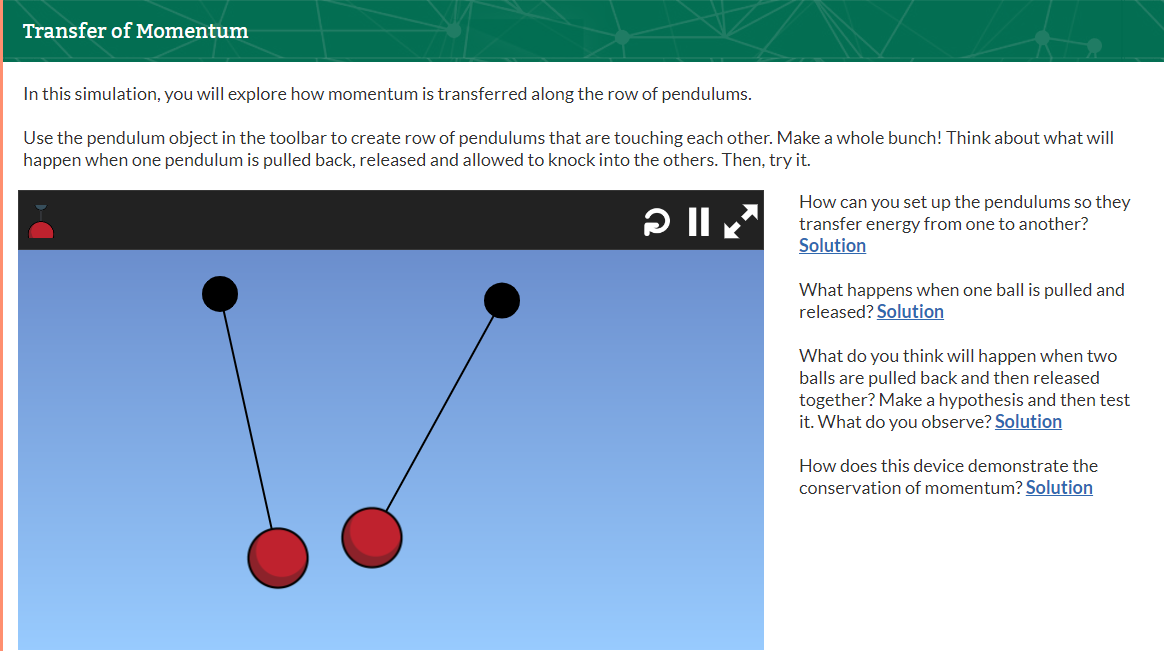 Transfer of Momentum
In this simulation, you will explore how momentum is transferred along the row of pendulums.
Use the pendulum object in the toolbar to create row of pendulums that are touching each other. Make a whole bunch! Think about what will
happen when one pendulum is pulled back, released and allowed to knock into the others. Then, try it.
How can you set up the pendulums so they
transfer energy from one to another?
Solution
What happens when one ball is pulled and
released? Solution
What do you think will happen when two
balls are pulled back and then released
together? Make a hypothesis and then test
it. What do you observe? Solution
How does this device demonstrate the
conservation of momentum? Solution